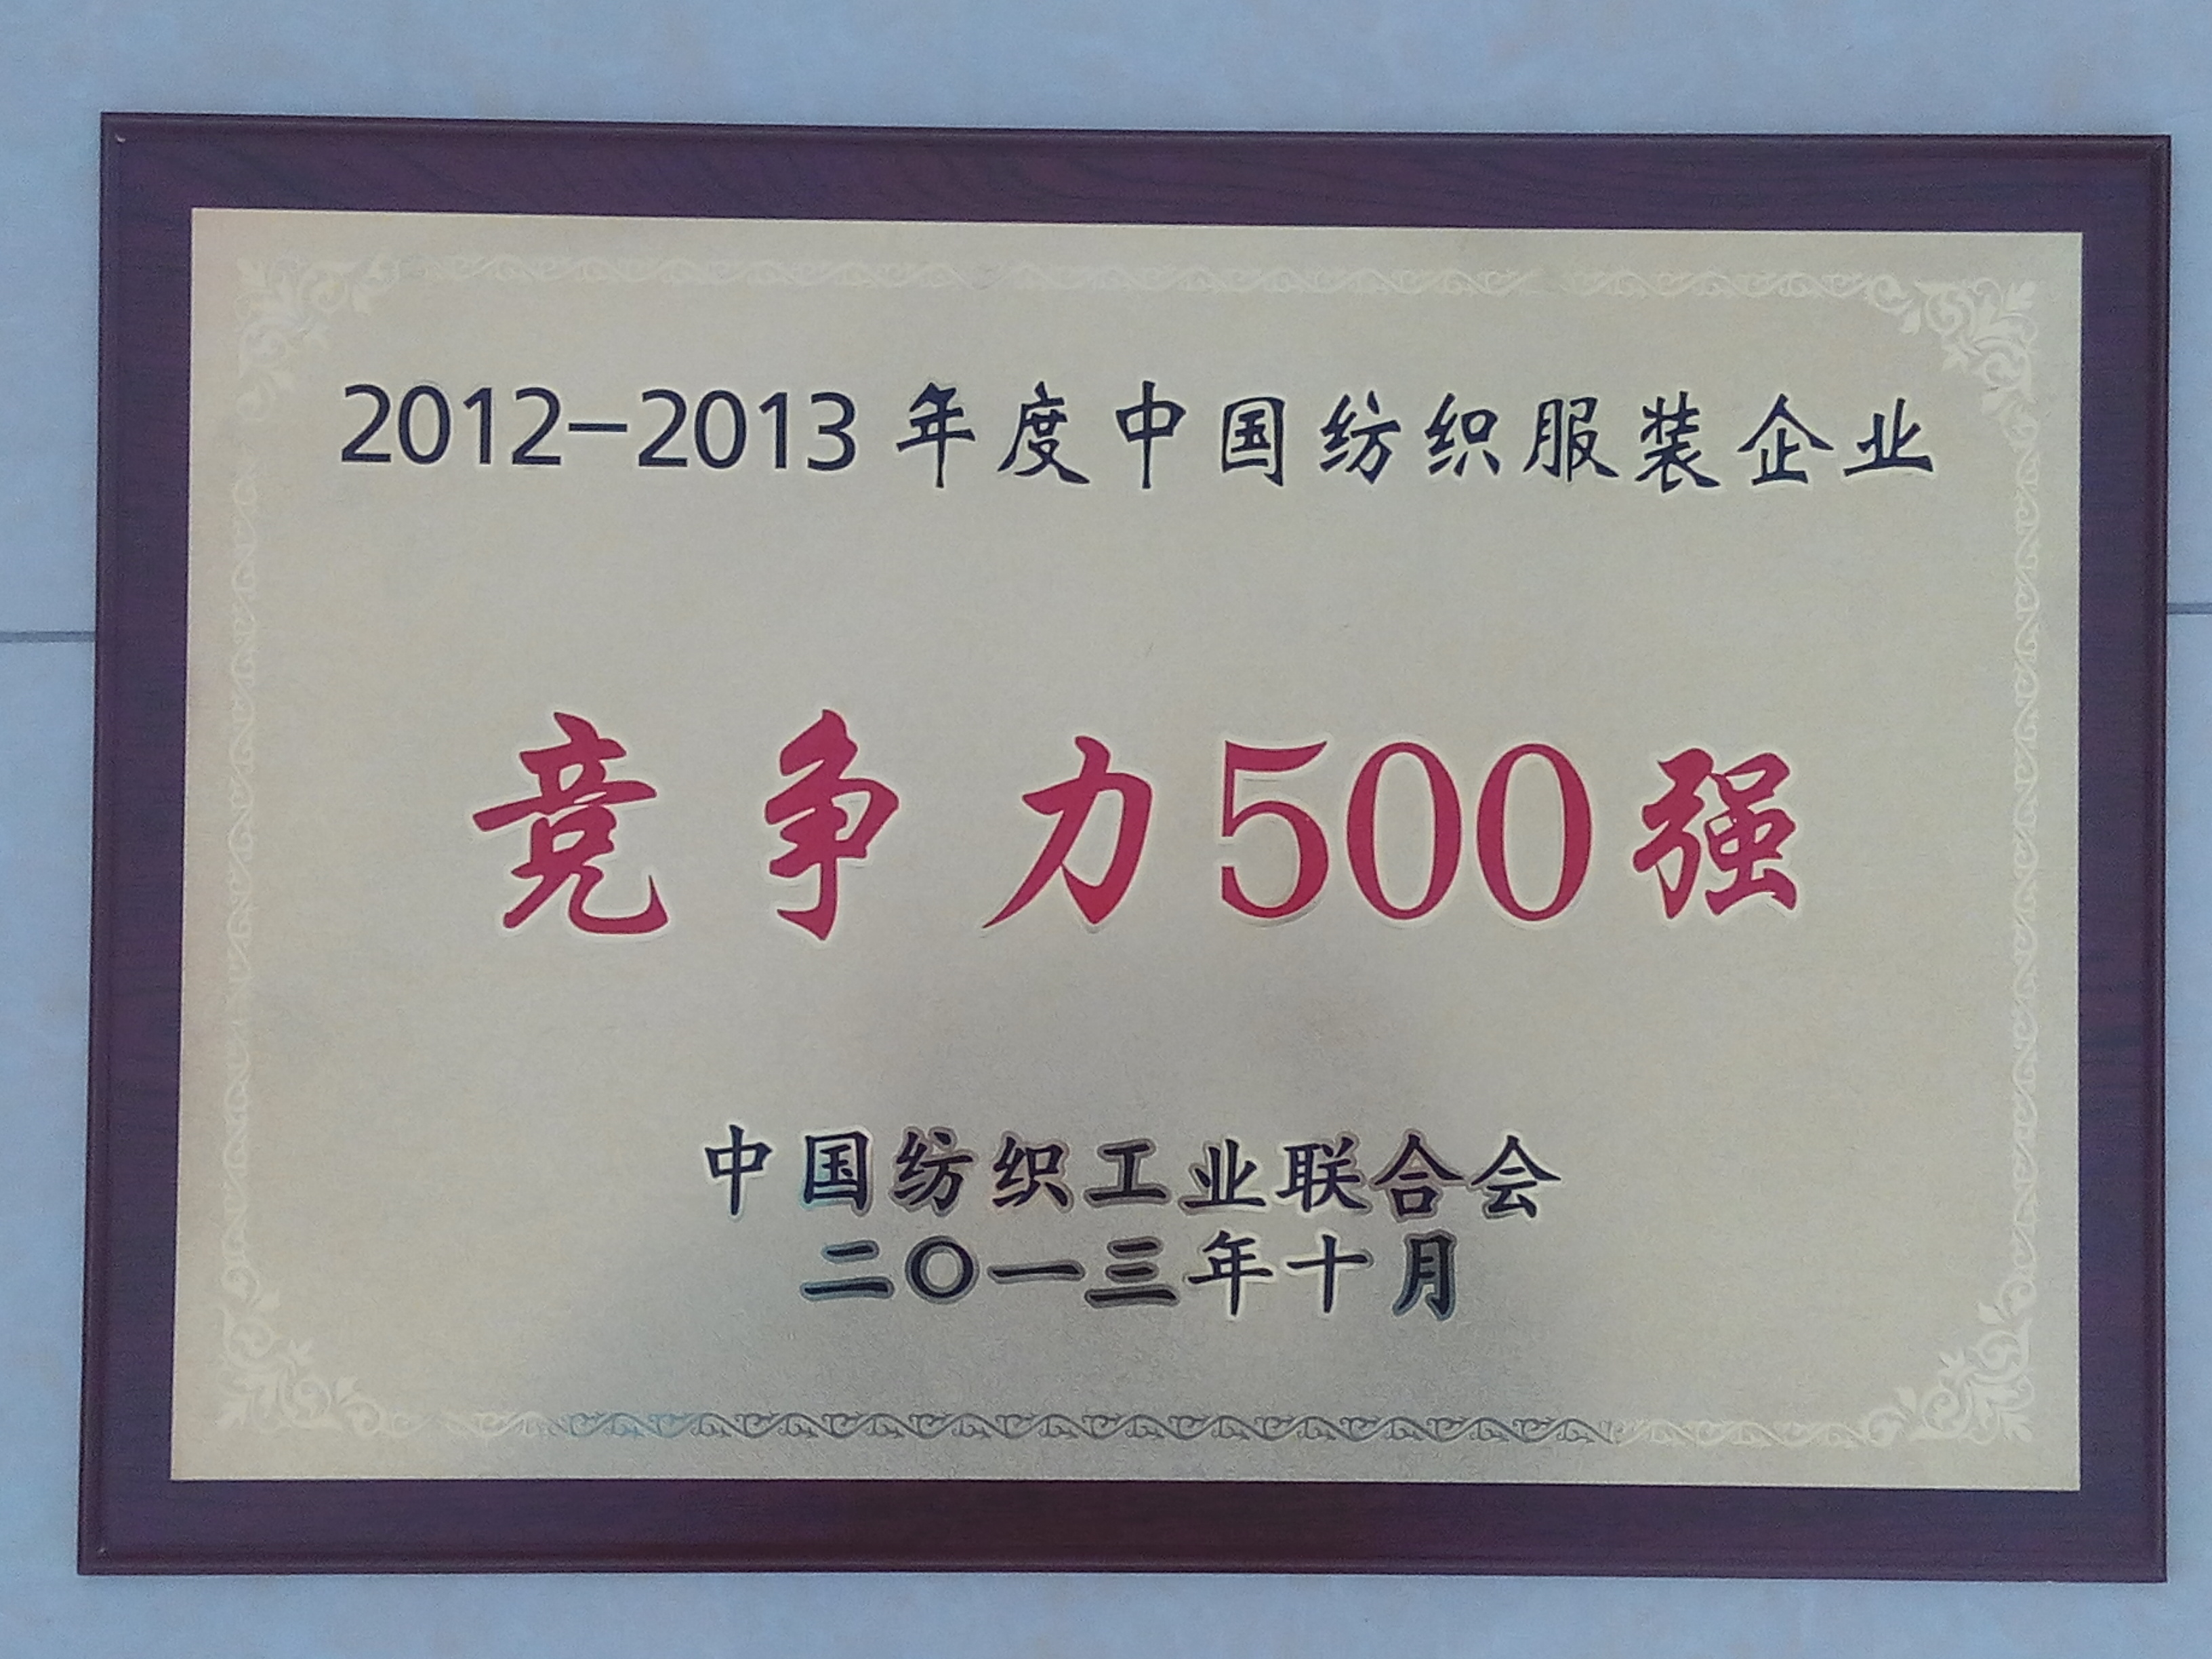 2012-2013 年度中国纺织服装企业
竞争力500强
中国纺织工业联合会
二〇一三年十月